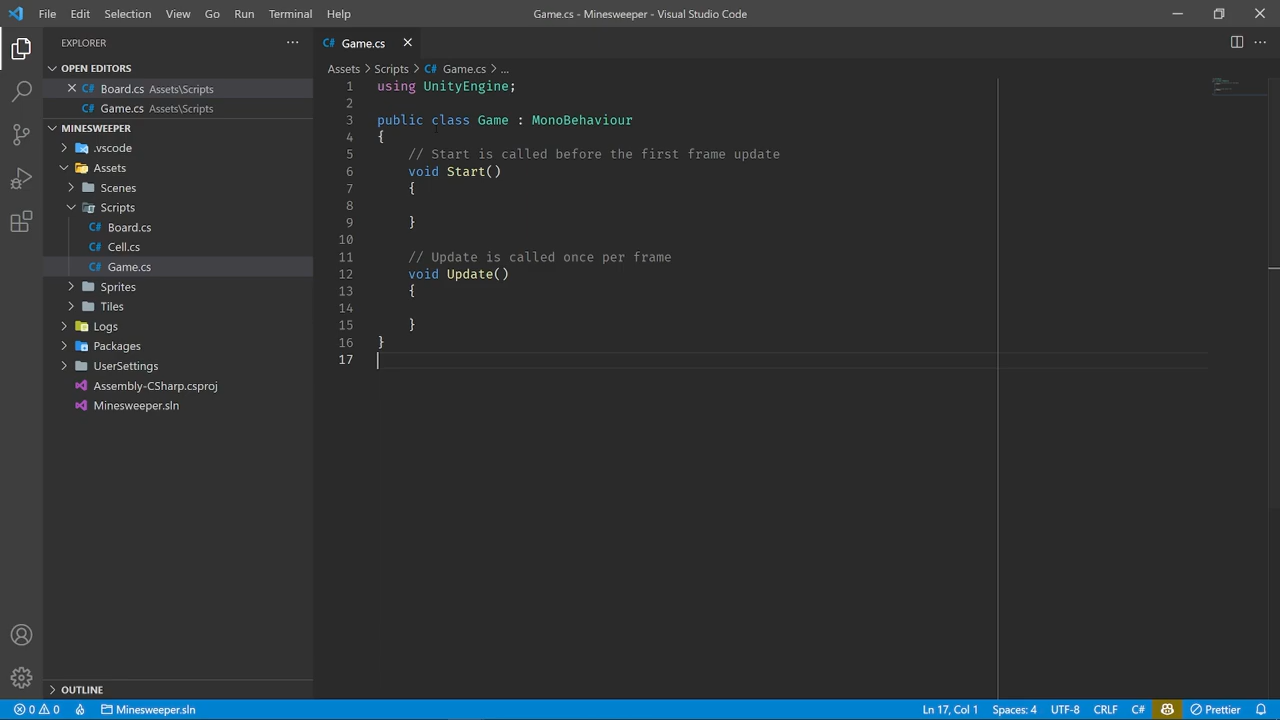 File Edit Selection View Go Run Terminal Help
Game.cs - Minesweeper - Visual Studio Code
EXPLORER
OPEN EDITORS
Board.cs Assets\Scripts
Game.cs Assets\Scripts
MINESWEEPER
.vscode
Assets
Scenes
Scripts
C# Board.cs
C# Cell.cs
C# Game.cs
Sprites
Tiles
Logs
Packages
UserSettings
Assembly-CSharp.csproj
Minesweeper.sln
OUTLINE
C# Game.cs
Assets > Scripts > C# Game.cs > ...
1 using UnityEngine;
2
3 public class Game : MonoBehaviour
4 {
5 // Start is called before the first frame update
6 void Start()
7 {
8
9 }
10
11 // Update is called once per frame
12 void Update()
13 {
14
15 }
16 }
17
0 0 Minesweeper.sln Ln 17, Col 1 Spaces: 4 UTF-8 CRLF C# Prettier